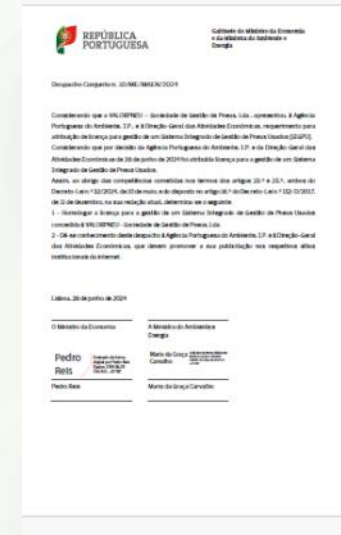 REPÚBLICA
PORTUGUESA
Gabinete do Ministro da Economia
e da Ministra do Ambiente e
Energia
Despacho Conjunto n. /ME/MAEN/2024
Considerando que a VALORPNEU – Sociedade de Gestão de Pneus, Lda., apresentou, à Agência
Portuguesa do Ambiente, I.P., e à Direção-Geral das Atividades Económicas, requerimento para
atribuição de licença para gestão de um Sistema Integrado de Gestão de Pneus Usados (SGPU).
Considerando que por decisão da Agência Portuguesa do Ambiente, I.P. e da Direção-Geral das
Atividades Económicas de 28 de junho de 2024 foi atribuída licença para a gestão de um Sistema
Integrado de Gestão de Pneus Usados.
Assim, ao abrigo das competências cometidas nos termos dos artigos e ambos do
Decreto-Lei n.º 32/2024, de 10 de maio, e do disposto no artigo 16.º do Decreto-Lei n.º 152-D/2017,
de 11 de dezembro, na sua redação atual, determina-se o seguinte:
1 - Homologar a licença para a gestão de um Sistema Integrado de Gestão de Pneus Usados
concedida à VALORPNEU – Sociedade de Gestão de Pneus, Lda.
2 - Dê-se conhecimento deste despacho à Agência Portuguesa do Ambiente, I.P. e à Direção-Geral
das Atividades Económicas, que devem promover a sua publicitação nos respetivos sítios
institucionais da internet.
Lisboa, 28 de junho de 2024
O Ministro da Economia
A Ministra do Ambiente e
Energia
Pedro
Reis
Maria da Graça
Carvalho
Pedro Reis
Maria da Graça Carvalho